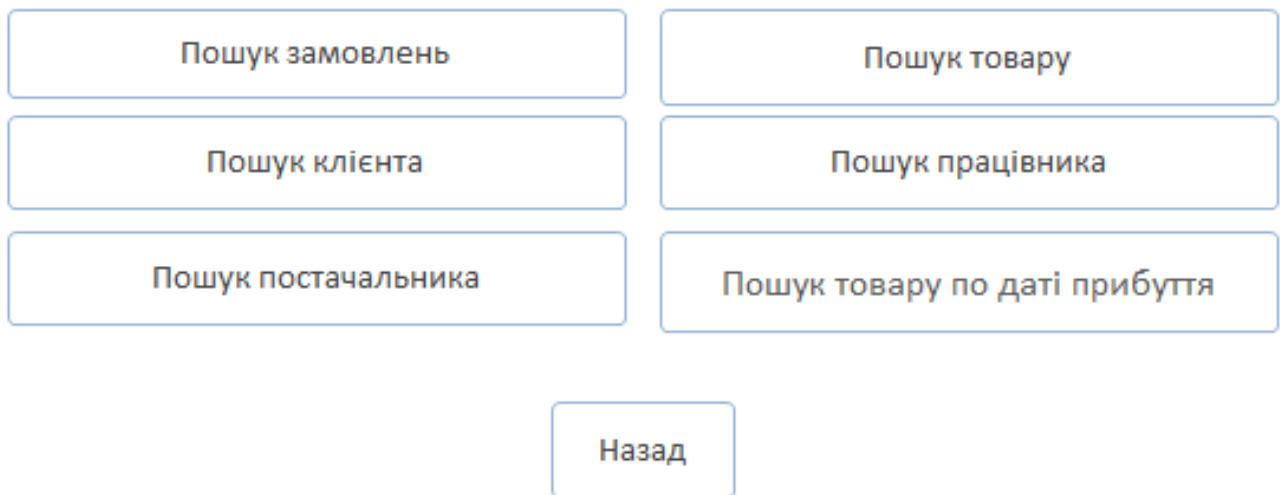 Пошук замовлень
Пошук товару
Пошук клієнта
Пошук працівника
Пошук постачальника
Пошук товару по даті прибуття
Назад